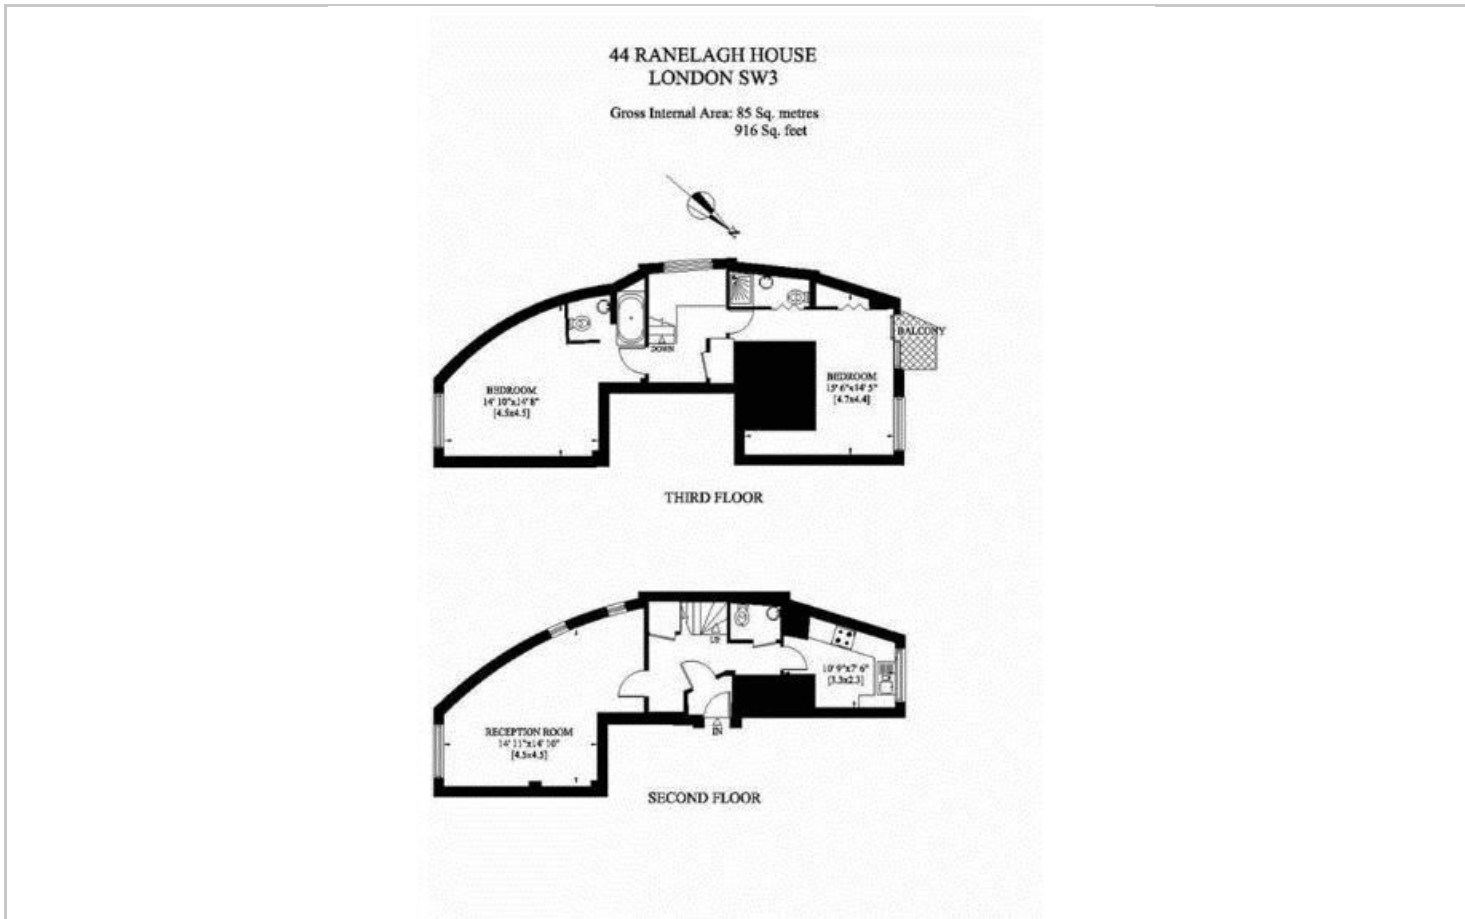 44 RANELAGH HOUSE
LONDON SW3
Gross Internal Area: 85 Sq. metres
916 Sq. feet
N
BALCONY
DOWN
BEDROOM
14' 10"x14' 8"
[4.5x4.5]
BEDROOM
15' 6"x14' 5"
[4.7x4.4]
THIRD FLOOR
UP
10' 9"x7' 6"
[3.3x2.3]
RECEPTION ROOM
14' 11"x14' 10"
[4.5x4.5]
IN
SECOND FLOOR